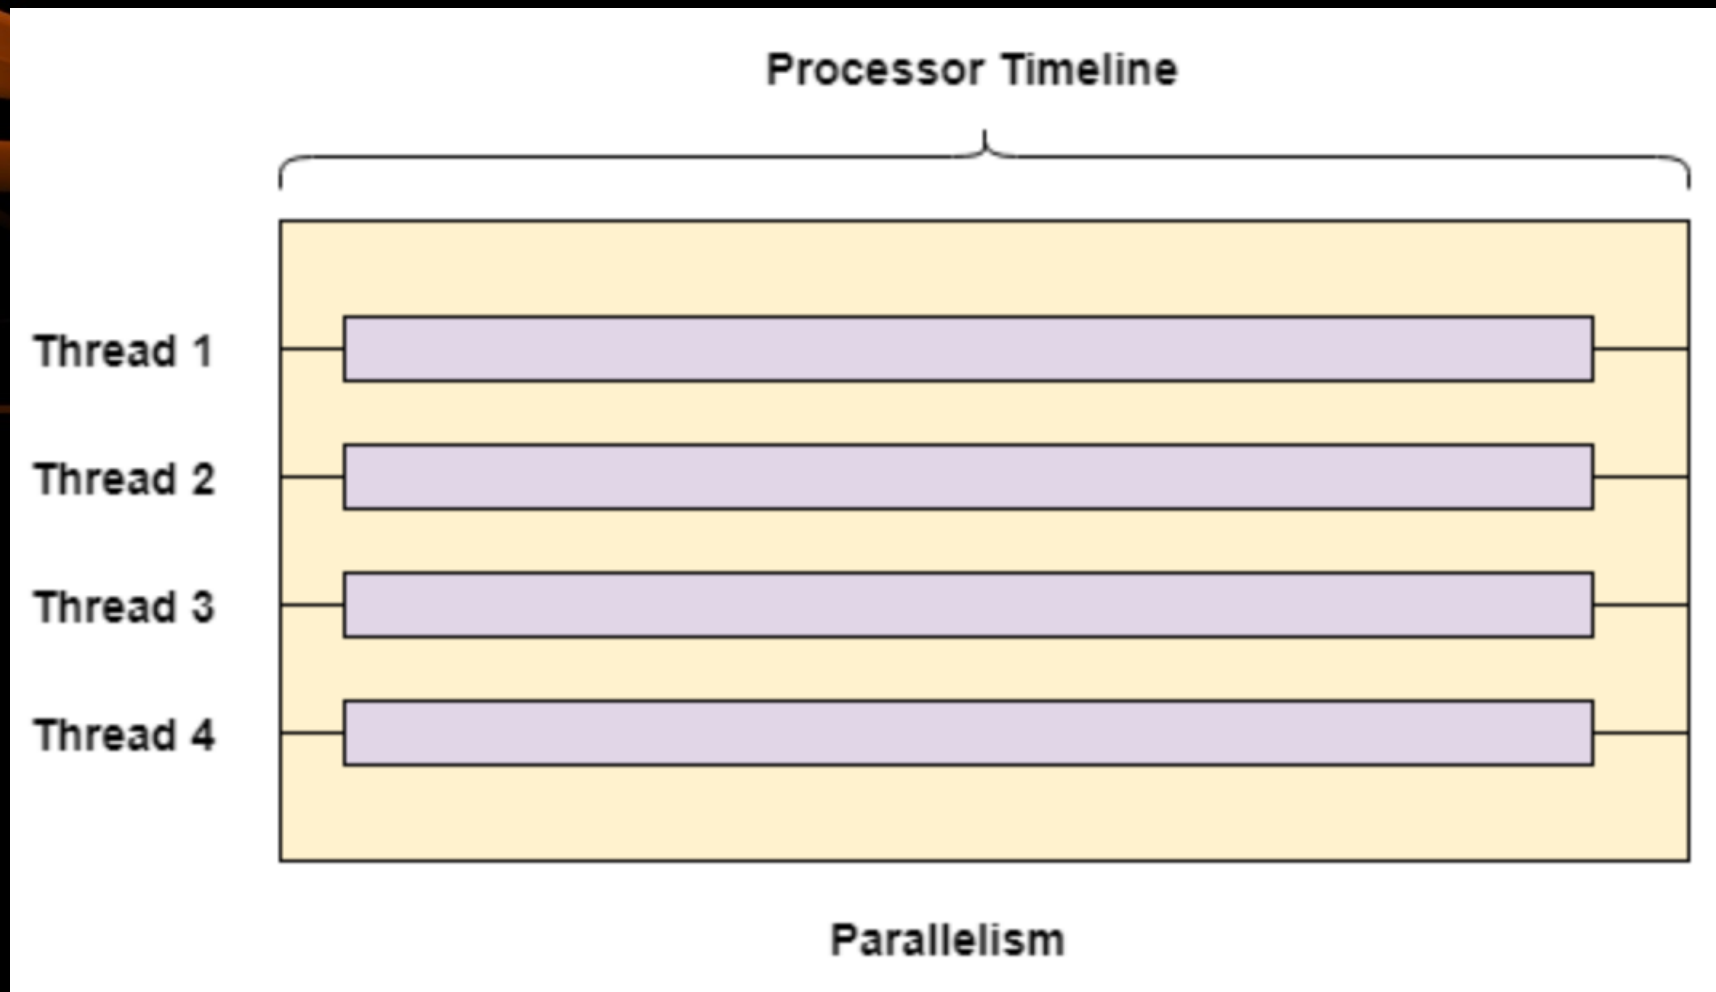 Processor Timeline
Thread 1
Thread 2
Thread 3
Thread 4
Parallelism